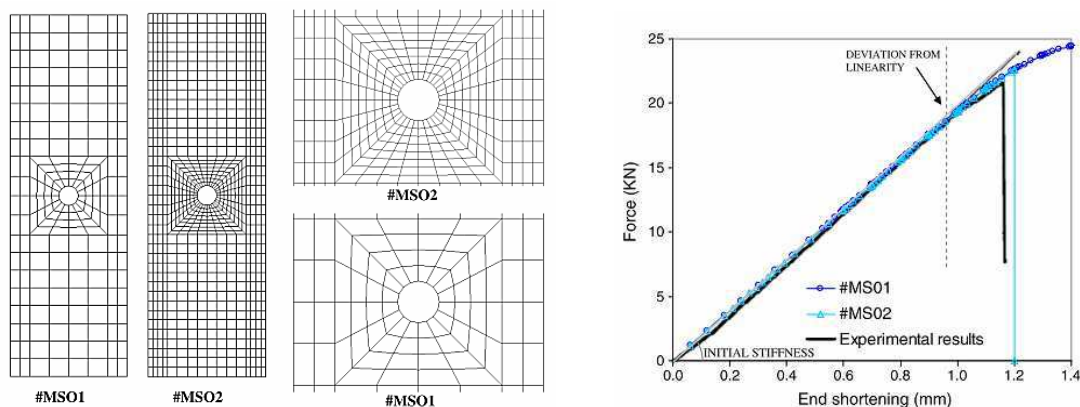 #MSO1
#MSO2
#MSO2
#MSO1
DEVIATION FROM
LINEARITY
Force (KN)
25
20
15
10
5
0
#MS01
#MS02
Experimental results
INITIAL STIFFNESS
0.0 0.2 0.4 0.6 0.8 1.0 1.2 1.4
End shortening (mm)